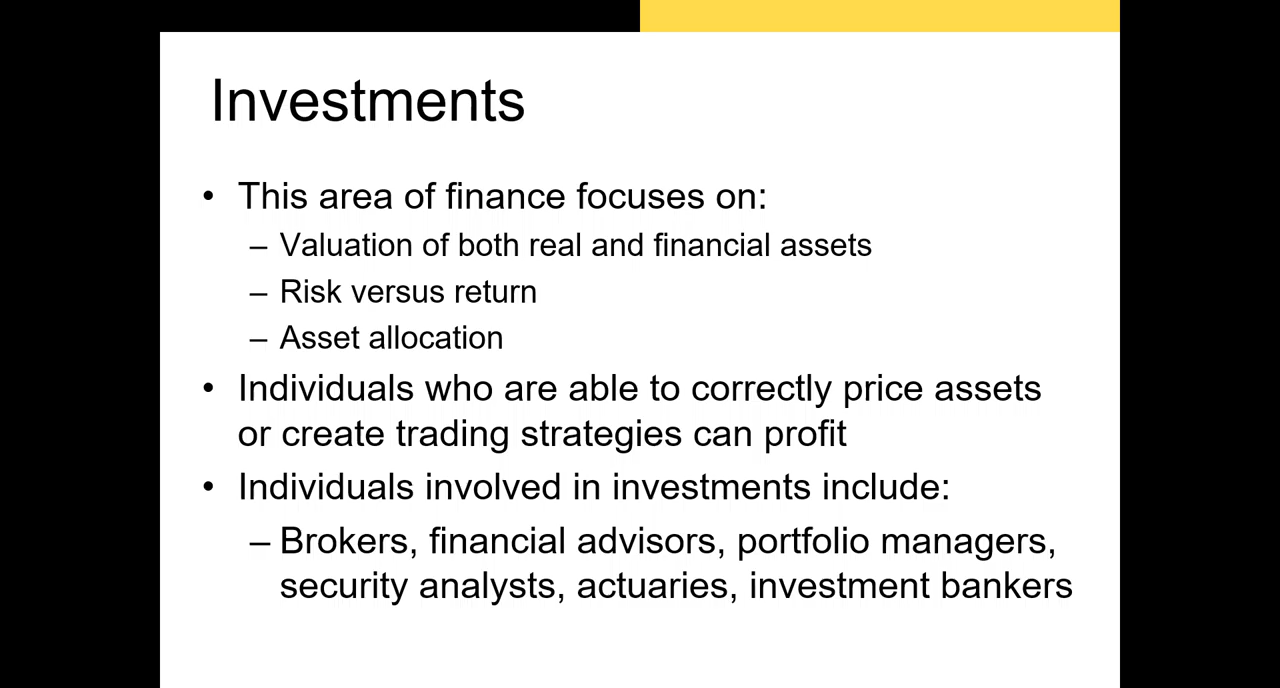 Investments
• This area of finance focuses on:
– Valuation of both real and financial assets
– Risk versus return
– Asset allocation
• Individuals who are able to correctly price assets
or create trading strategies can profit
• Individuals involved in investments include:
– Brokers, financial advisors, portfolio managers,
security analysts, actuaries, investment bankers